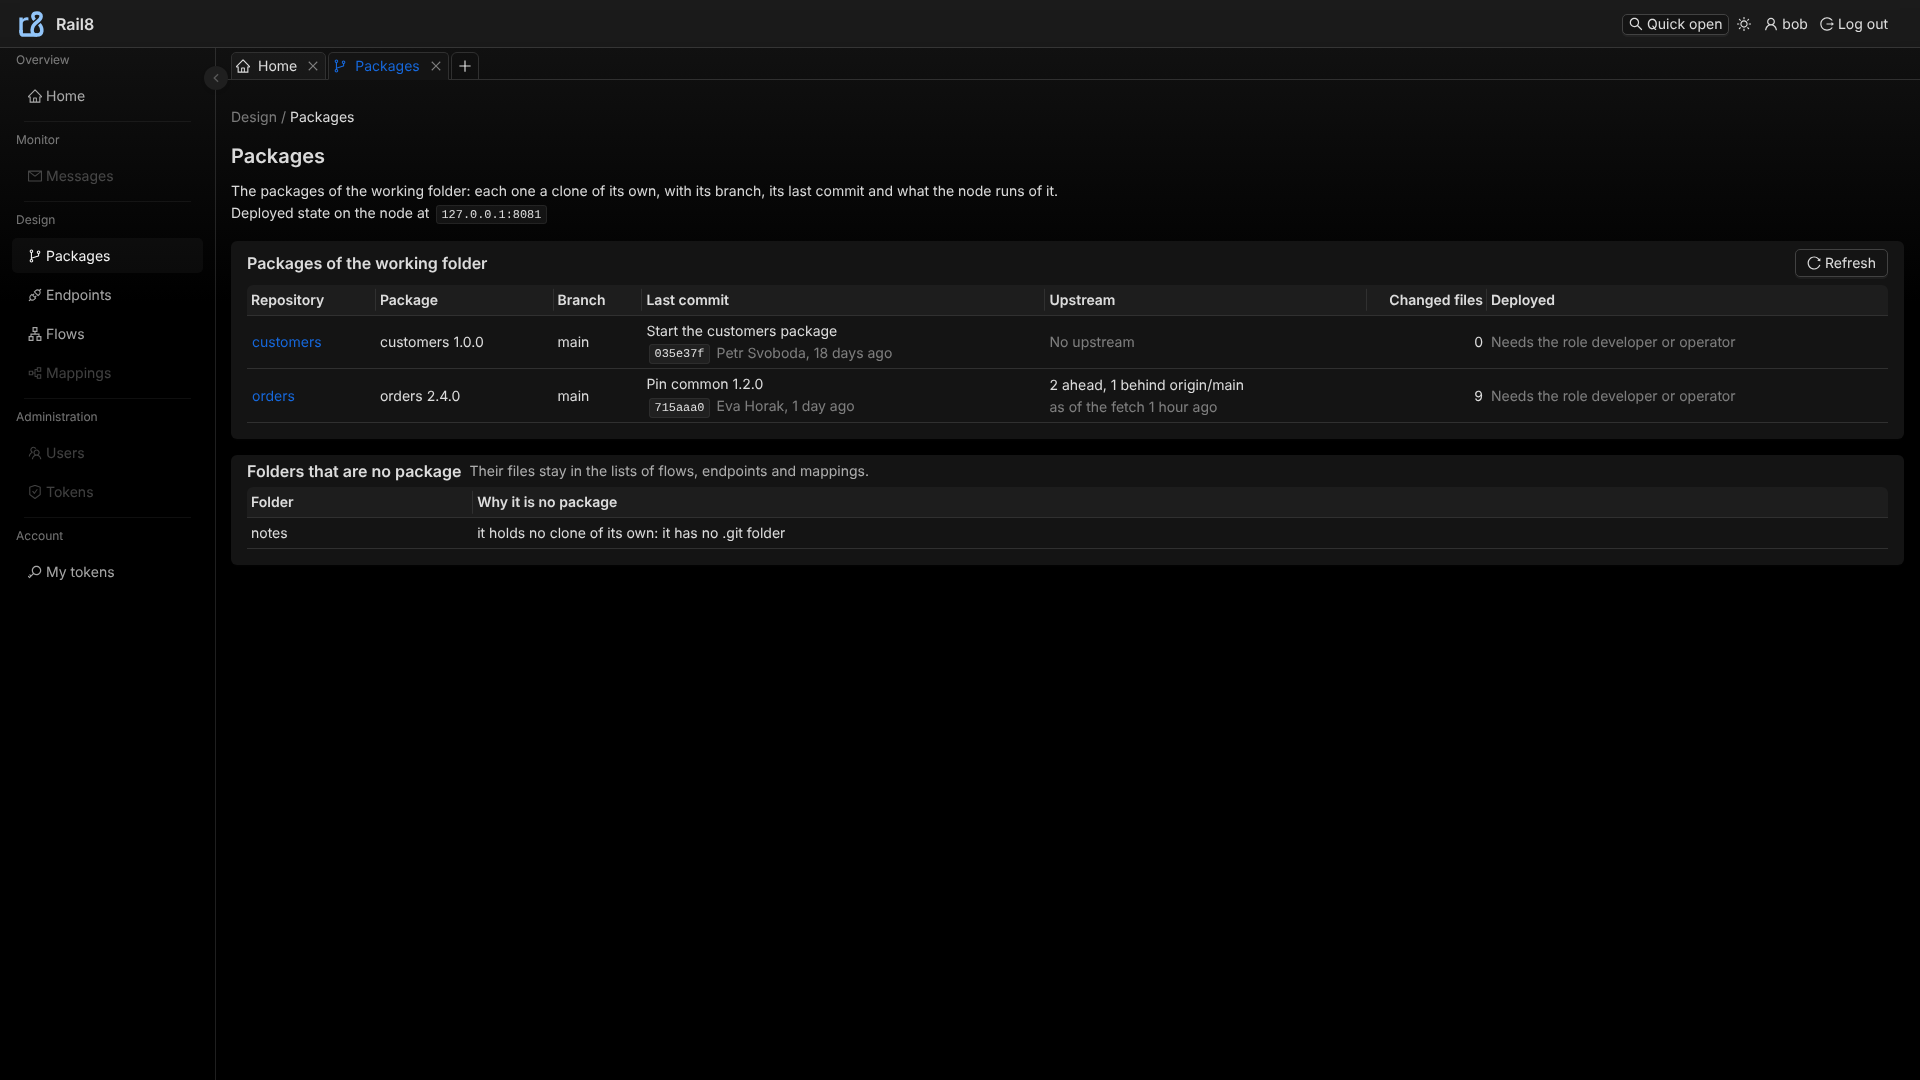 Rail8
Quick open
bob
Log out
Overview
Home
Monitor
Messages
Design
Packages
Endpoints
Flows
Mappings
Administration
Users
Tokens
Account
My tokens
Home
Packages
Design / Packages
Packages
The packages of the working folder: each one a clone of its own, with its branch, its last commit and what the node runs of it.
Deployed state on the node at 127.0.0.1:8081
Packages of the working folder
Refresh
Repository Package Branch Last commit Upstream Changed files Deployed
customers customers 1.0.0 main Start the customers package No upstream 0 Needs the role developer or operator
035e37f Petr Svoboda, 18 days ago
orders orders 2.4.0 main Pin common 1.2.0 2 ahead, 1 behind origin/main 9 Needs the role developer or operator
715aaa0 Eva Horak, 1 day ago as of the fetch 1 hour ago
Folders that are no package Their files stay in the lists of flows, endpoints and mappings.
Folder Why it is no package
notes it holds no clone of its own: it has no .git folder